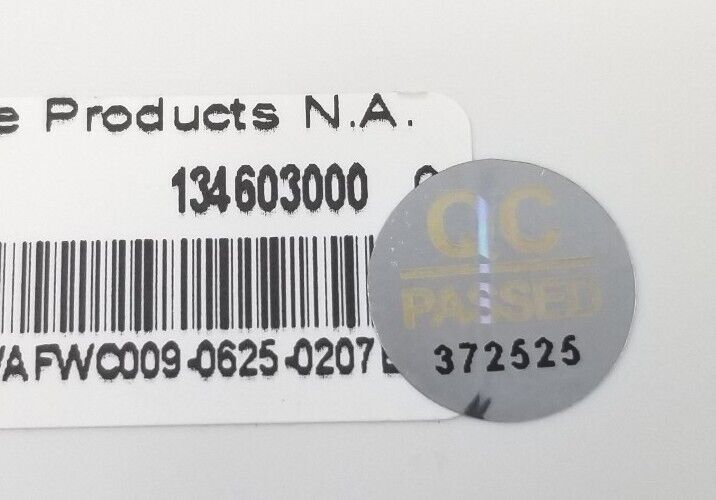 e Products N.A.
134603000
AFWC009-0625-0207
QC
PASSED
372525